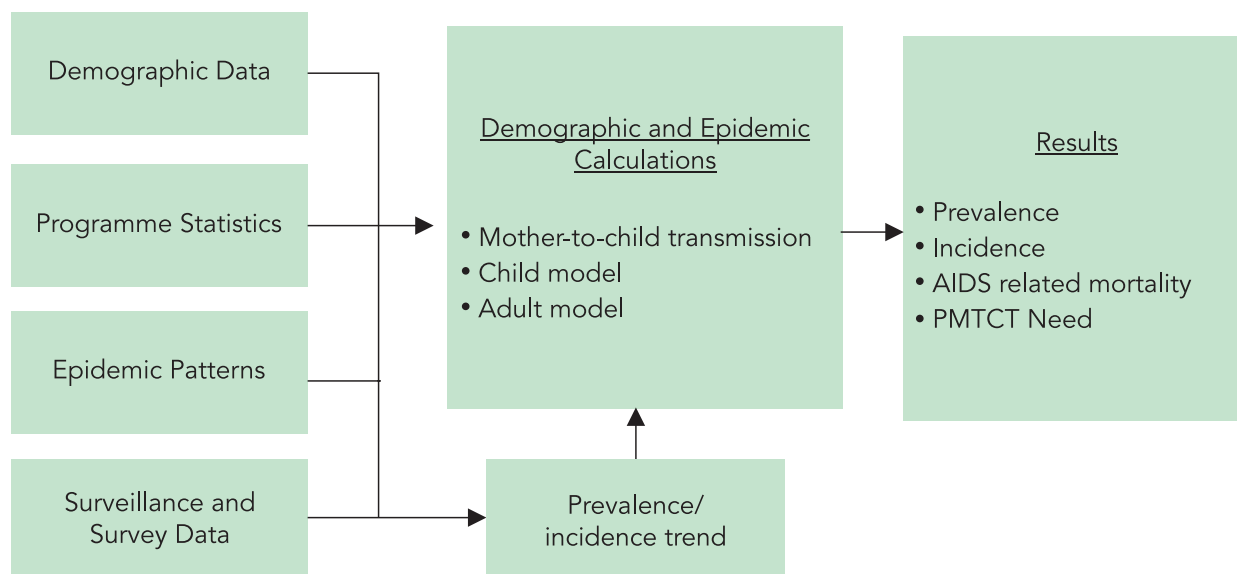 Demographic Data
Programme Statistics
Epidemic Patterns
Surveillance and
Survey Data
Demographic and Epidemic
Calculations
• Mother-to-child transmission
• Child model
• Adult model
Prevalence/
incidence trend
Results
• Prevalence
• Incidence
• AIDS related mortality
• PMTCT Need